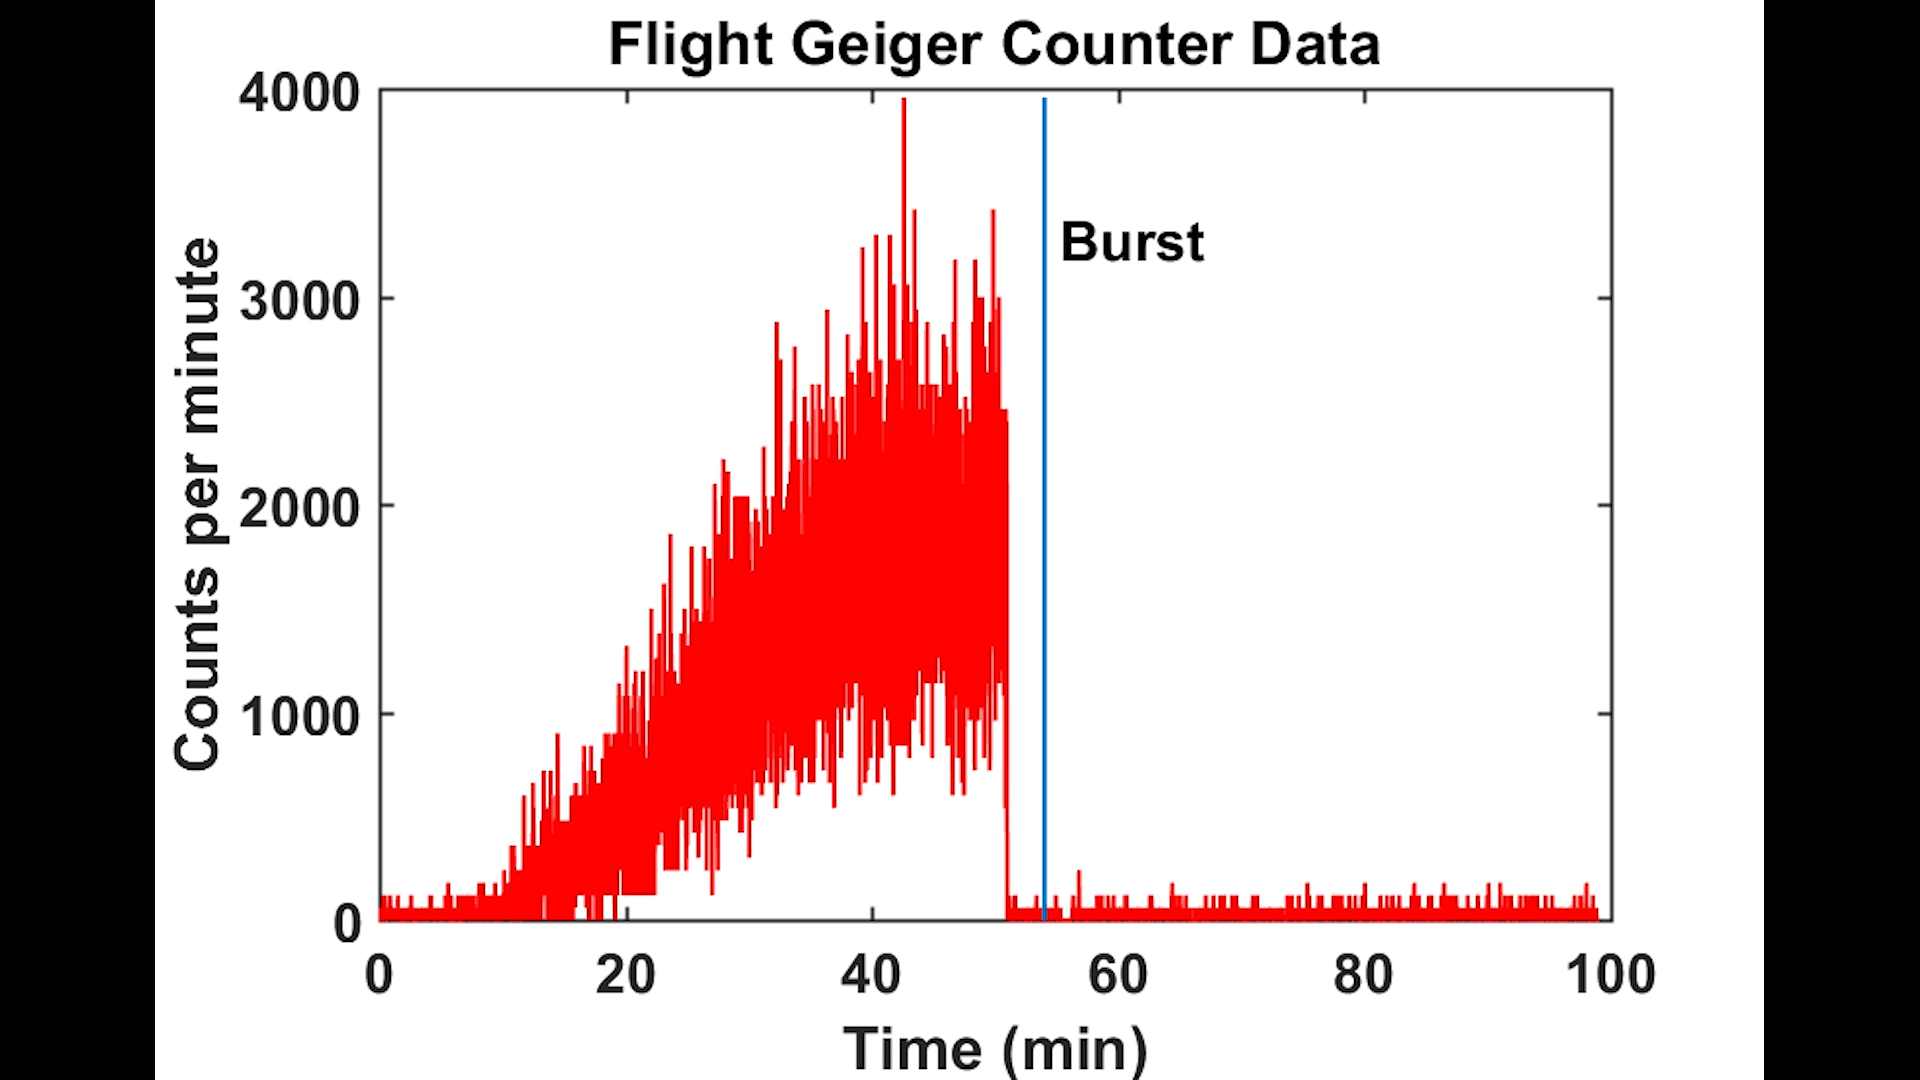 Flight Geiger Counter Data
Counts per minute
4000
3000
2000
1000
0
Burst
0 20 40 60 80 100
Time (min)